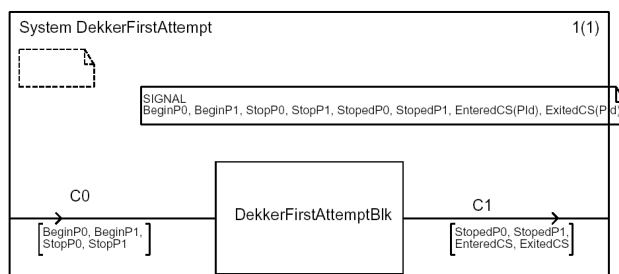 System DekkerFirstAttempt
1(1)
SIGNAL
BeginP0, BeginP1, StopP0, StopP1, StopedP0, StopedP1, EnteredCS(PId), ExitedCS(PId)
C0
BeginP0, BeginP1,
StopP0, StopP1
DekkerFirstAttemptBlk
C1
StopedP0, StopedP1,
EnteredCS, ExitedCS